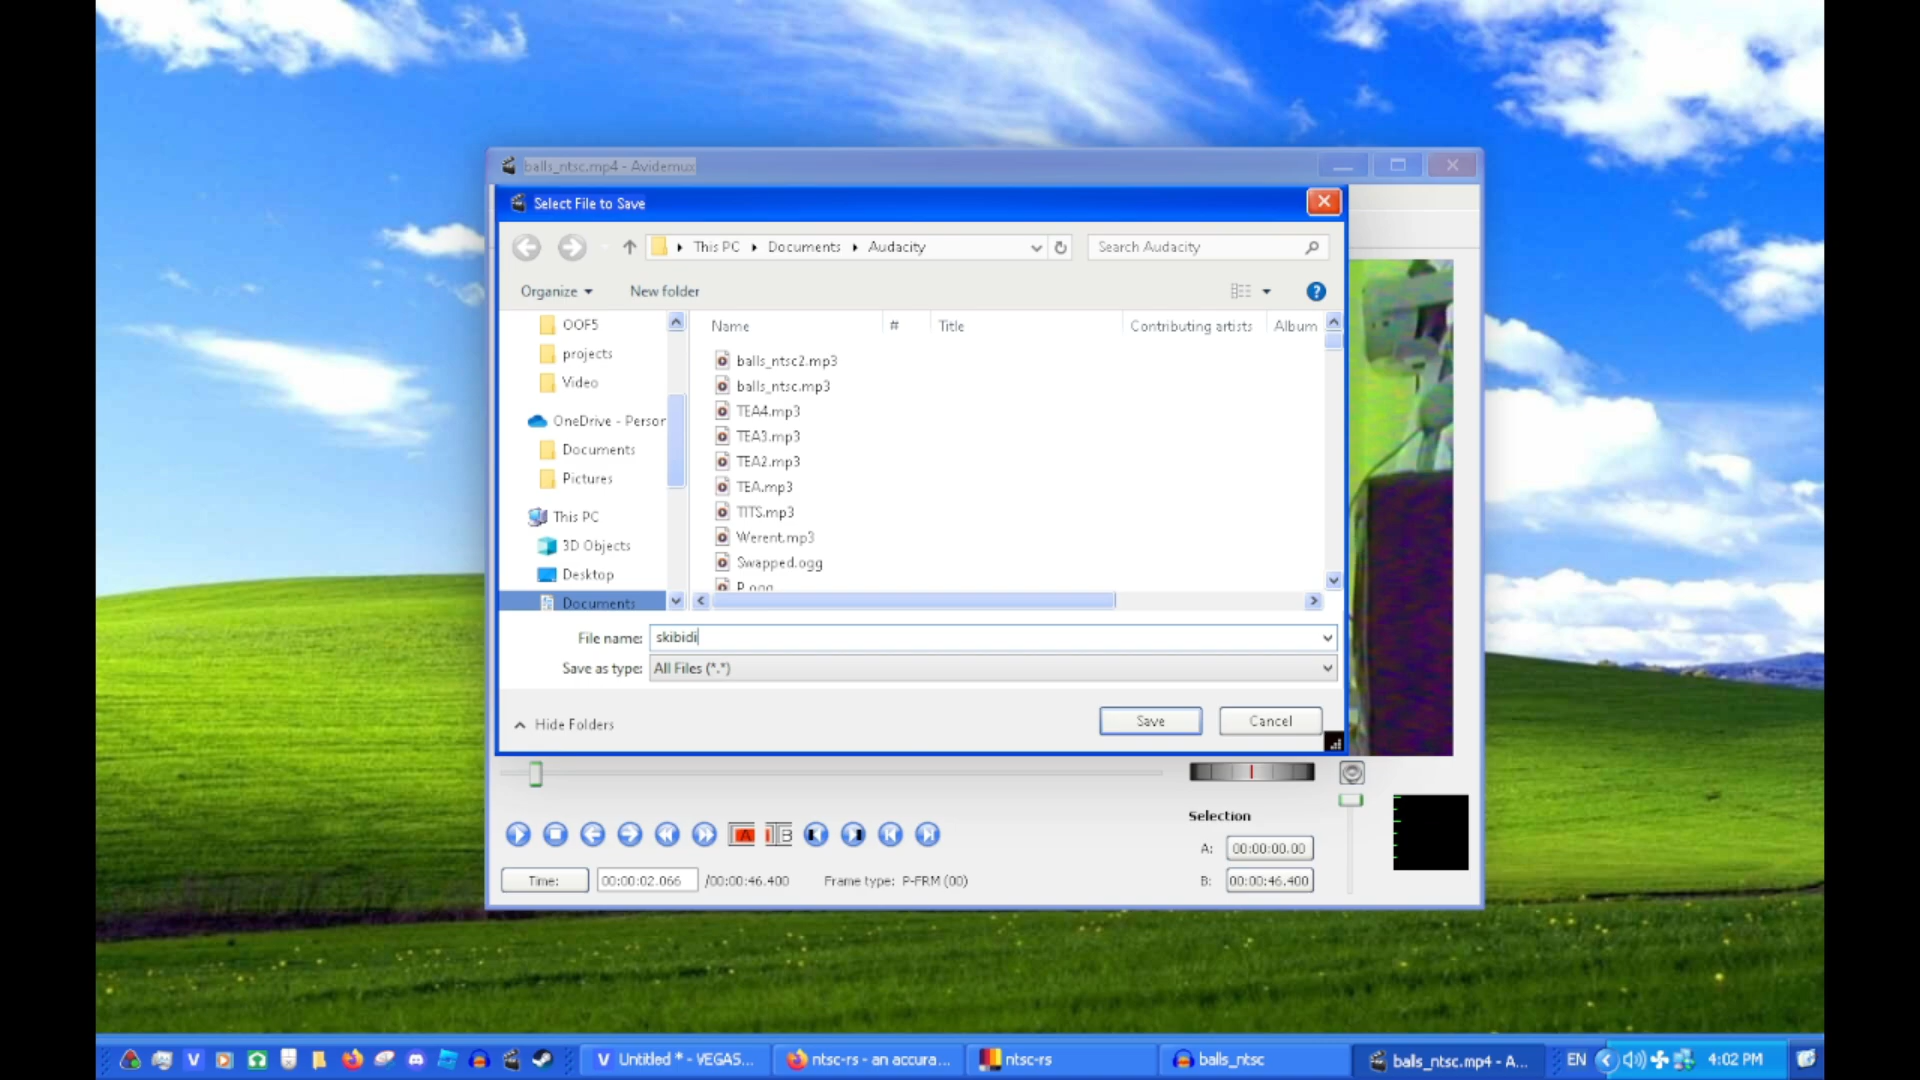 balls_ntsc.mp4 - Avidemux
Select File to Save
This PC
Documents
Audacity
Search Audacity
Organize
New folder
OOF5
projects
Video
OneDrive - Person
Documents
Pictures
This PC
3D Objects
Desktop
Documents
Name
#
Title
Contributing artists
Album
balls_ntsc2.mp3
balls_ntsc.mp3
TEA4.mp3
TEA3.mp3
TEA2.mp3
TEA.mp3
TITS.mp3
Werent.mp3
Swapped.ogg
P.ogg
File name: skibidi
Save as type: All Files (*.*)
Hide Folders
Save
Cancel
A
B
Selection
A: 00:00:00.00
B: 00:00:46.400
Time: 00:00:02.066 /00:00:46.400 Frame type: P-FRM (00)
V Untitled * - VEGAS...
ntsc-rs - an accura...
ntsc-rs
balls_ntsc
balls_ntsc.mp4 - A...
EN
4:02 PM